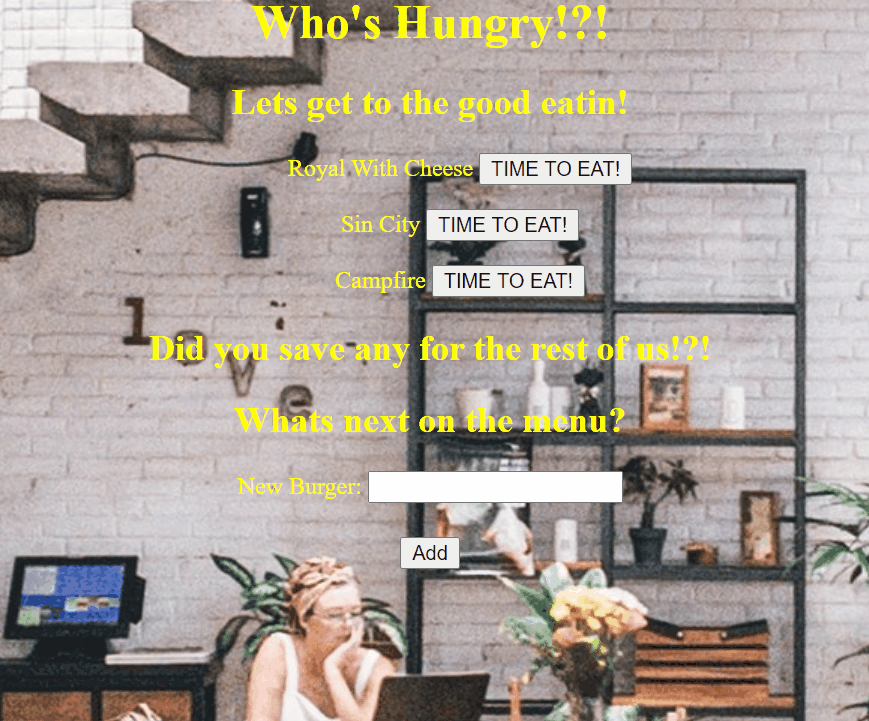 Who's Hungry!?!
Lets get to the good eatin!
Royal With Cheese TIME TO EAT!
Sin City TIME TO EAT!
Campfire TIME TO EAT!
love
Did you save any for the rest of us!?!
Whats next on the menu?
New Burger:
Add